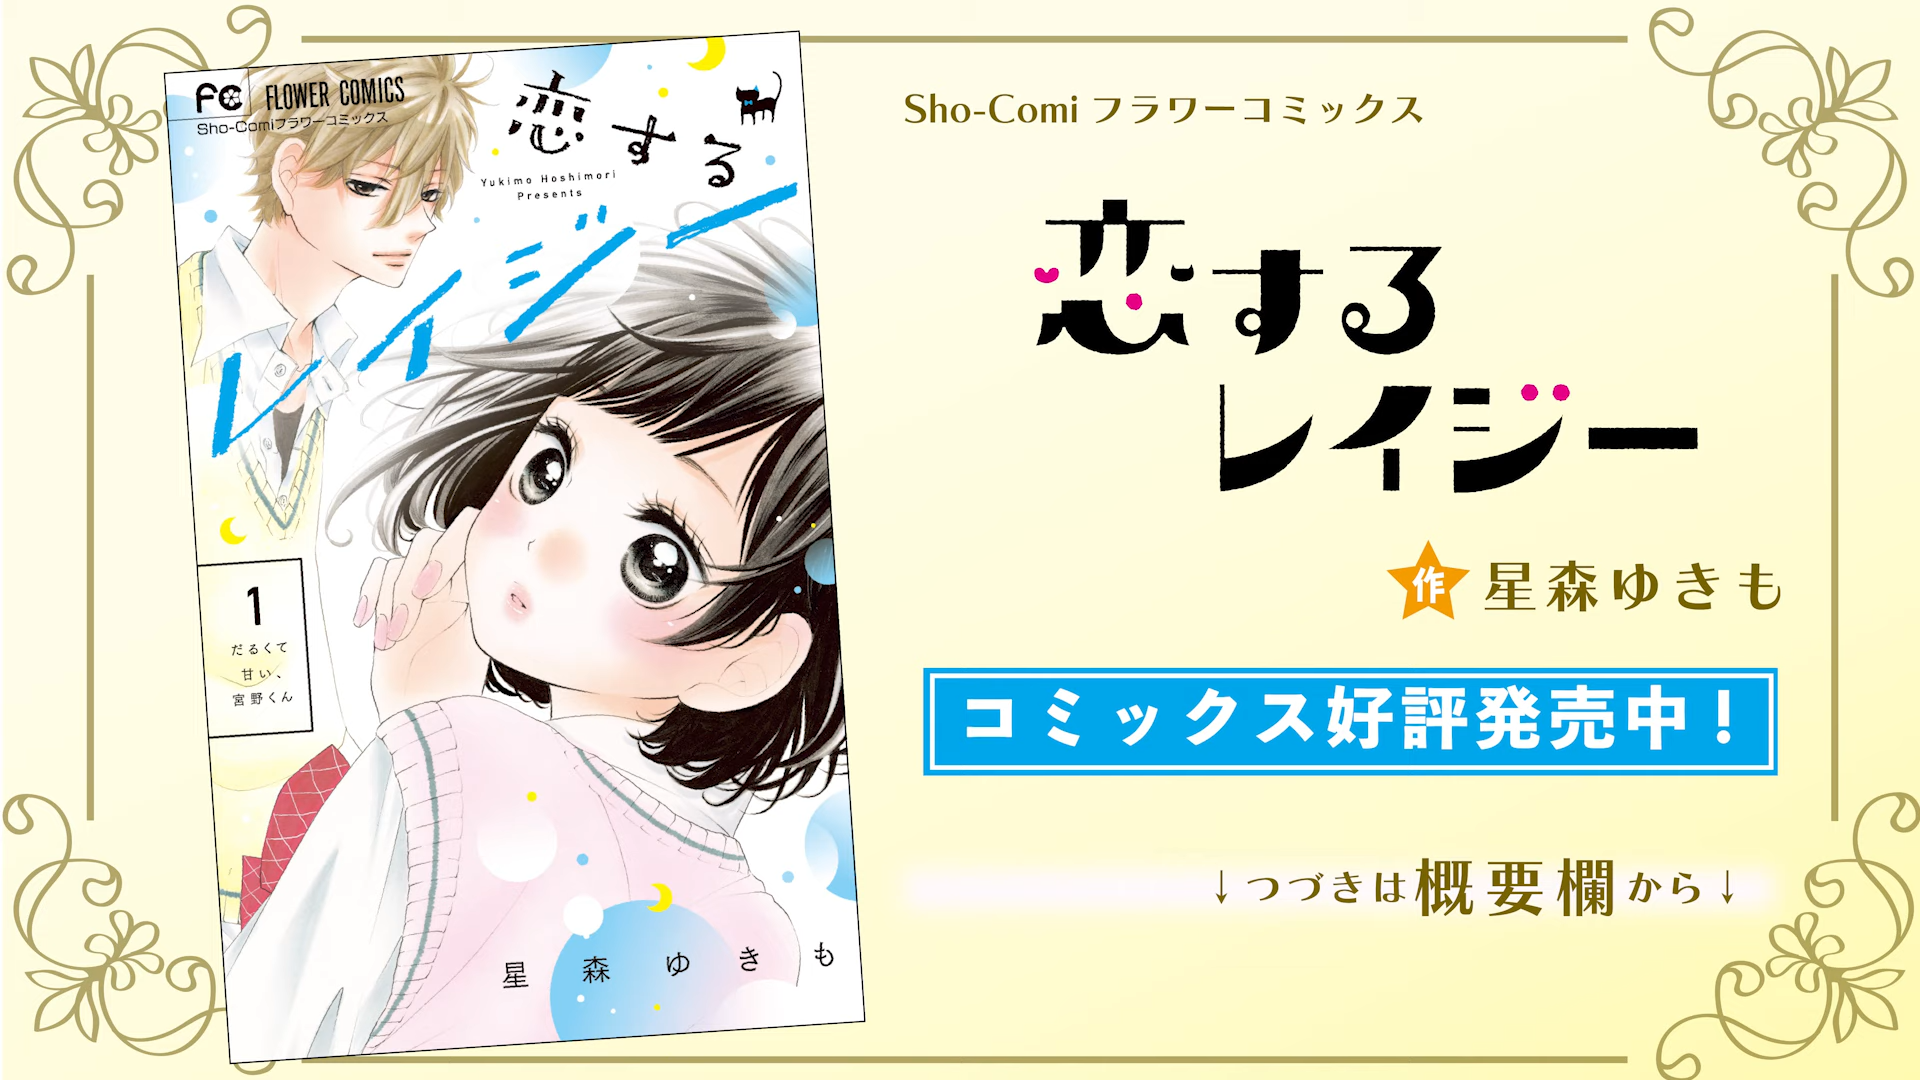 FC FLOWER COMICS
Sho-Comiフラワーコミックス
恋する
Yukimo Hoshimori
Presents
レイジー
1
だるくて
甘い、
宮野くん
星森ゆきも
Sho-Comi フラワーコミックス
恋する
レイジー
作 星森ゆきも
コミックス好評発売中!
↓つづきは概要欄から↓